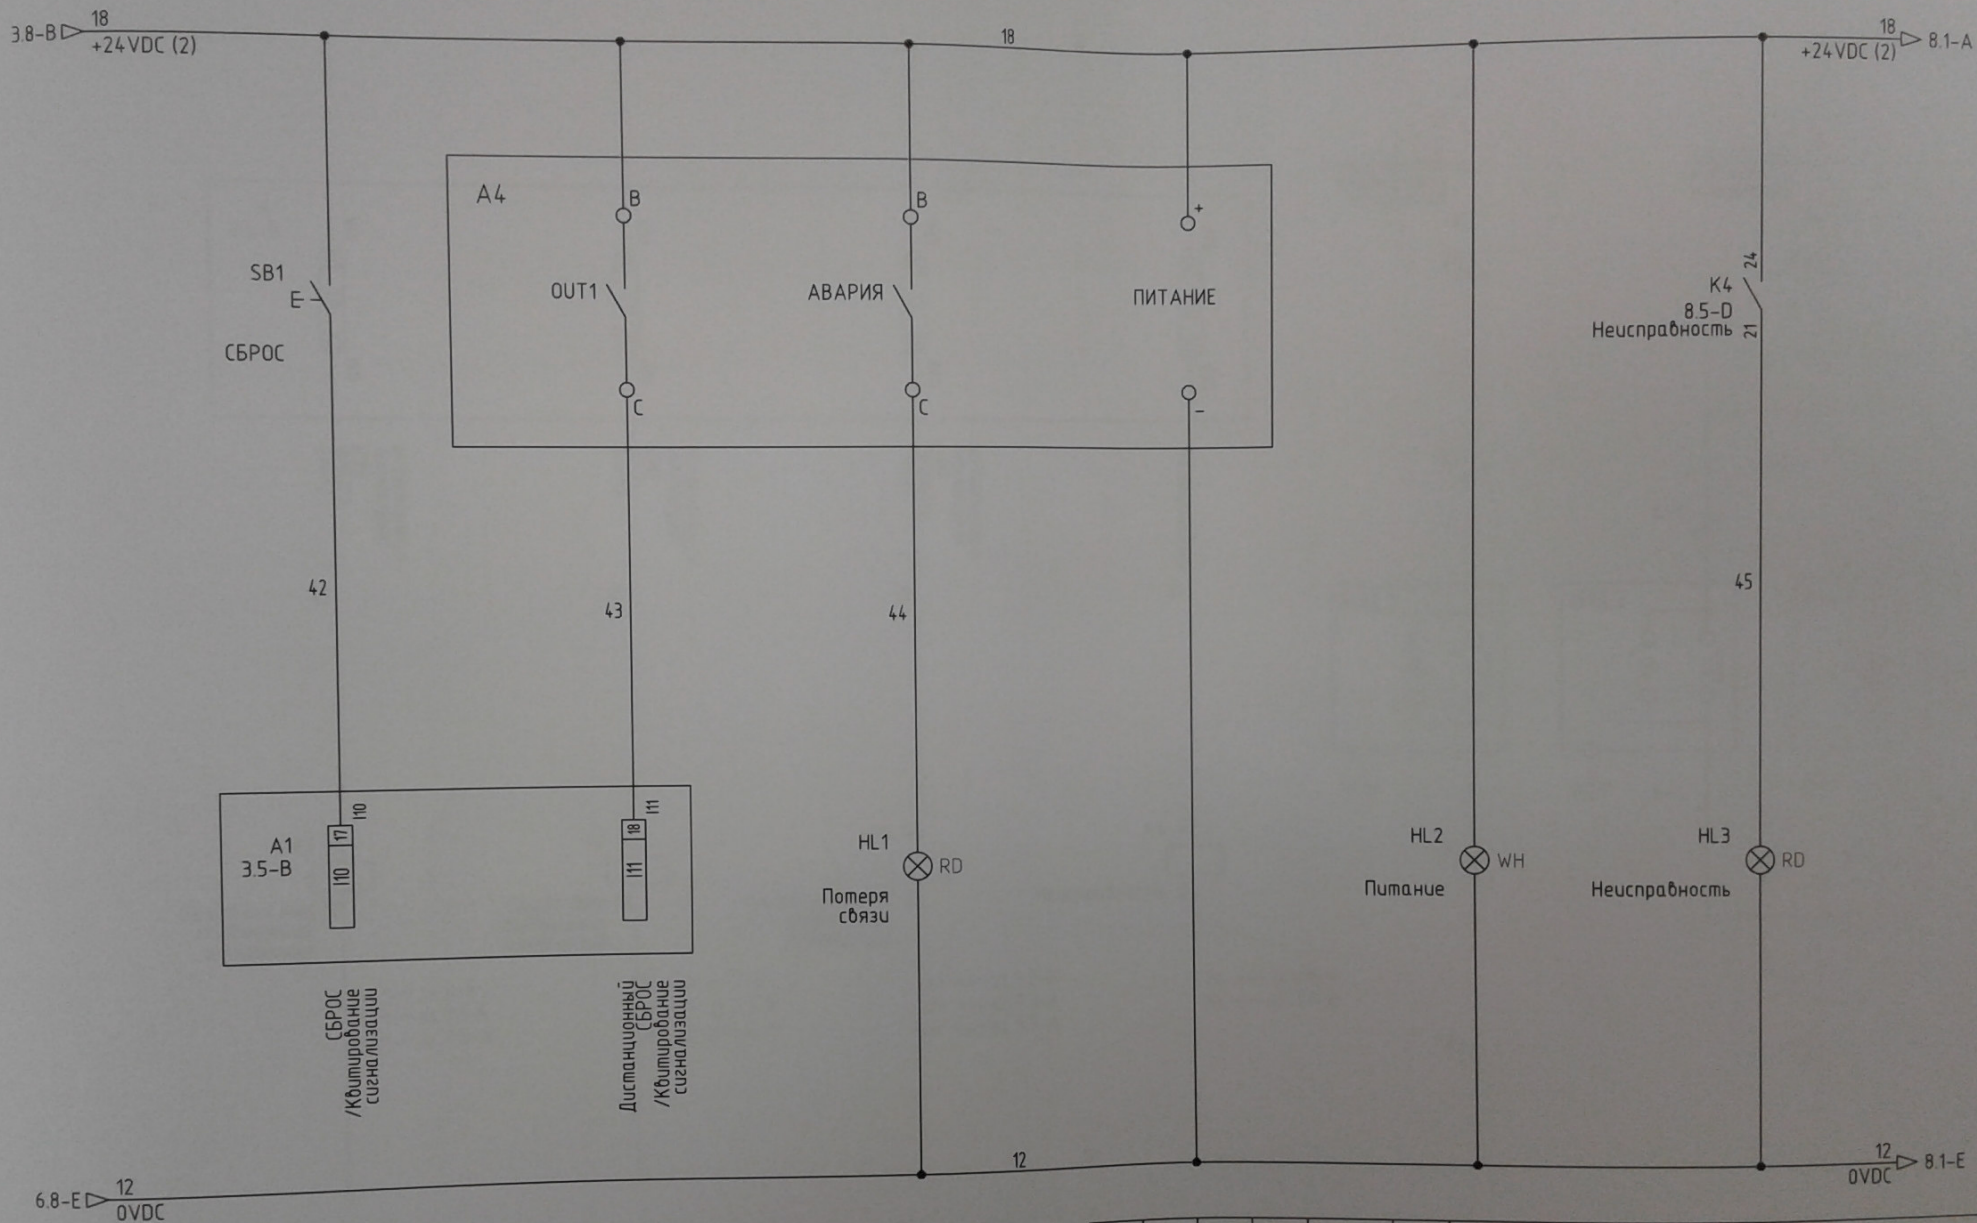 3.8-B
18
+24VDC (2)
18
18
+24VDC (2)
8.1-A
A4
B
B
+
SB1
E
СБРОС
OUT1
АВАРИЯ
ПИТАНИЕ
C
C
-
24
K4
8.5-D
Неисправность
21
42
43
44
45
A1
3.5-B
17
I10
I10
18
I11
I11
HL1
RD
Потеря
связи
HL2
WH
Питание
HL3
RD
Неисправность
СБРОС
/Квитирование
сигнализации
Дистанционный
СБРОС
/Квитирование
сигнализации
6.8-E
12
0VDC
12
12
0VDC
8.1-E